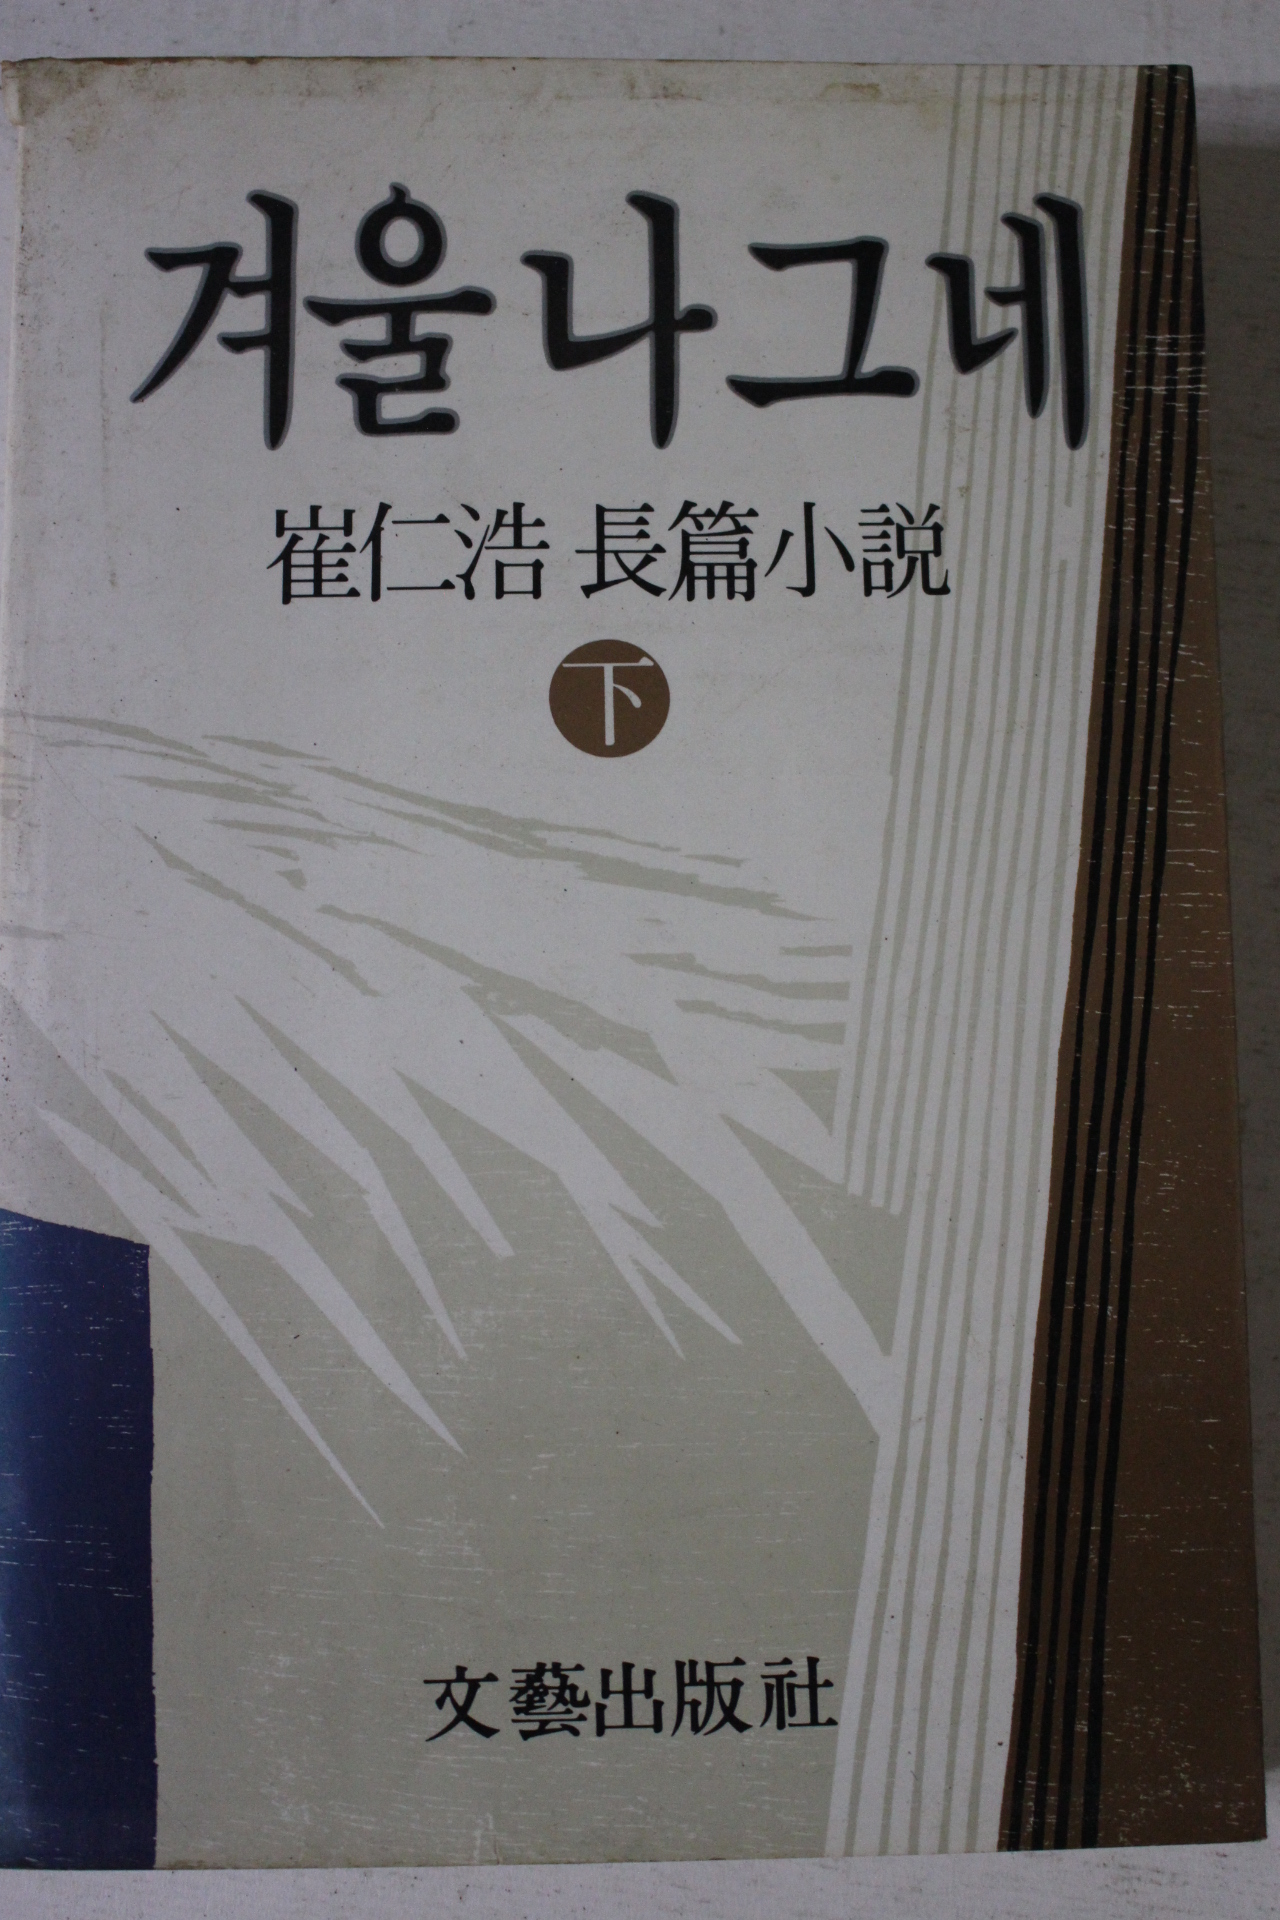 겨울 나그네
崔仁浩 長篇小說
下
文藝出版社